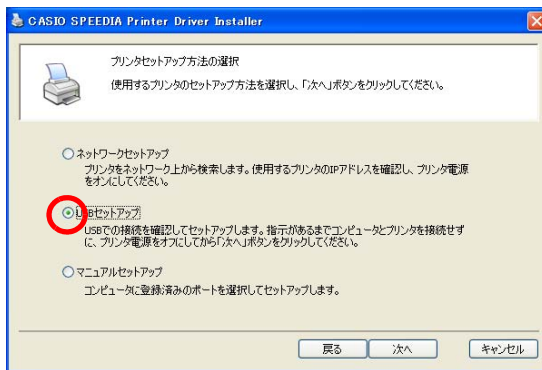 CASIO SPEEDIA Printer Driver Installer
プリンタセットアップ方法の選択
使用するプリンタのセットアップ方法を選択し、「次へ」ボタンをクリックしてください。
ネットワークセットアップ
プリンタをネットワーク上から検索します。使用するプリンタのIPアドレスを確認し、プリンタ電源
をオンにしてください。
USBセットアップ
USBでの接続を確認してセットアップします。指示があるまでコンピュータとプリンタを接続せず
に、プリンタ電源をオフにしてから「次へ」ボタンをクリックしてください。
マニュアルセットアップ
コンピュータに登録済みのポートを選択してセットアップします。
戻る 次へ キャンセル